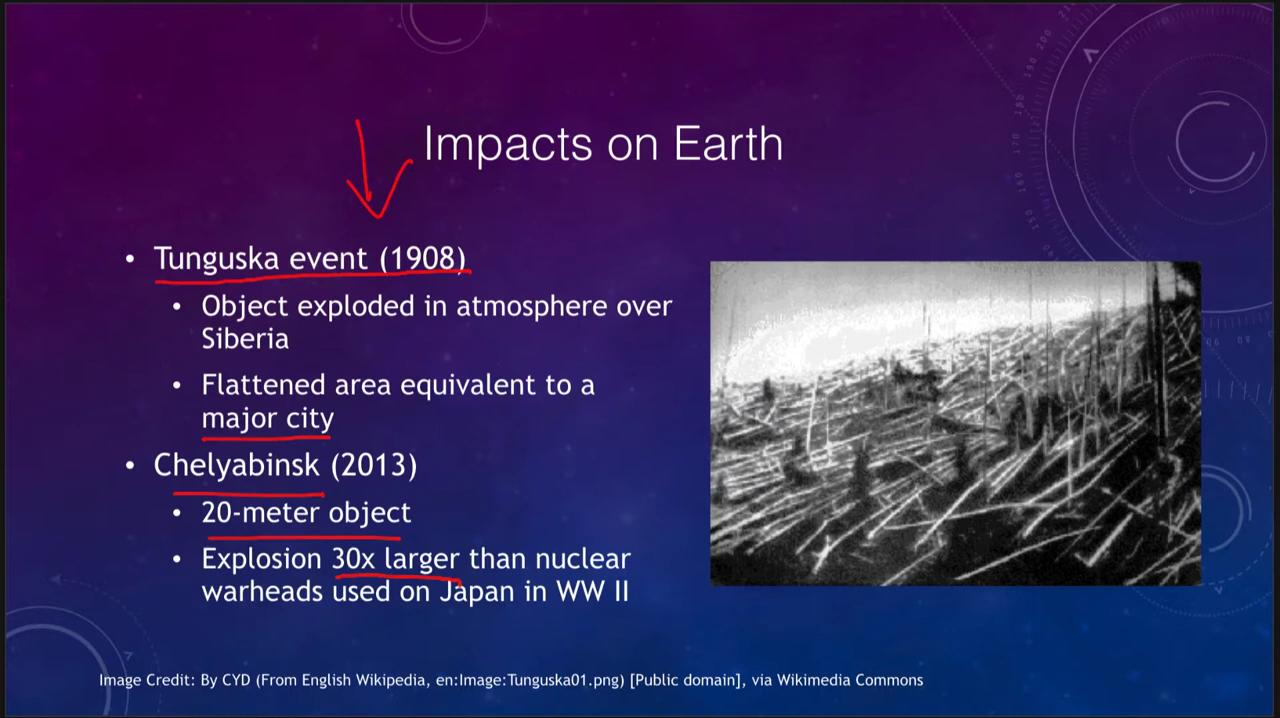 Impacts on Earth
• Tunguska event (1908)
• Object exploded in atmosphere over
Siberia
• Flattened area equivalent to a
major city
• Chelyabinsk (2013)
• 20-meter object
• Explosion 30x larger than nuclear
warheads used on Japan in WW II
Image Credit: By CYD (From English Wikipedia, en:Image:Tunguska01.png) [Public domain], via Wikimedia Commons